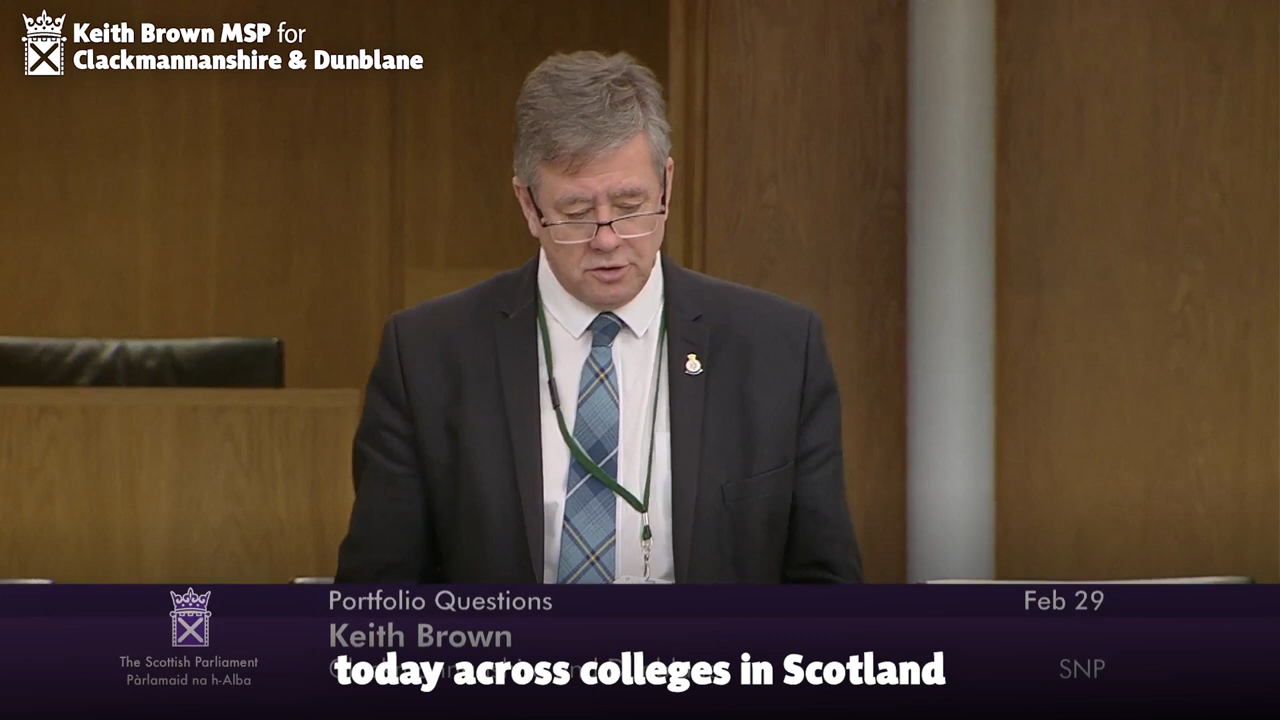 Keith Brown MSP for
Clackmannanshire & Dunblane
Portfolio Questions
Feb 29
Keith Brown
The Scottish Parliament
Pàrlamaid na h-Alba
today across colleges in Scotland
SNP